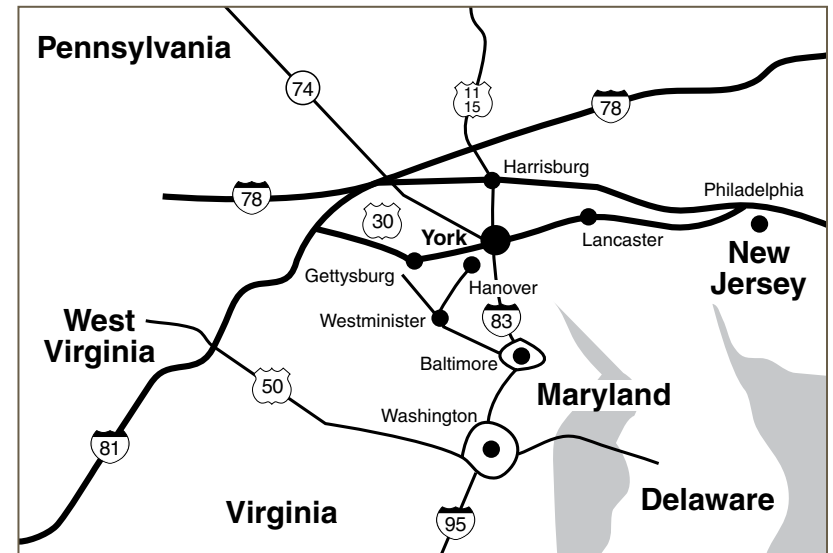 Pennsylvania
74
11
15
78
Harrisburg
78
Philadelphia
30
York
Lancaster
New
Jersey
Gettysburg
Hanover
West
Virginia
Westminister
83
Baltimore
50
Maryland
Washington
81
Delaware
Virginia
95